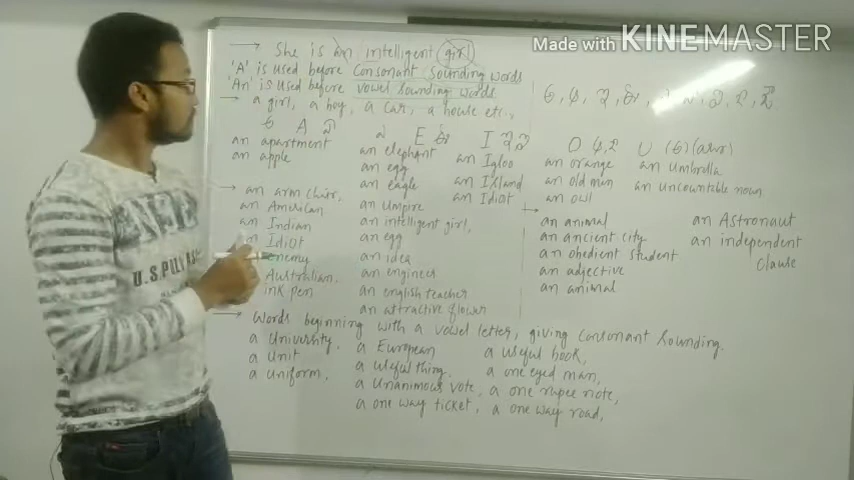 Made with KINEMASTER
→ She is an intelligent girl
'A' is used before Consonant Sounding words
'An' is used before vowel sounding words
→ a girl, a boy, a car, a house etc.,
A
E
I
O
U
an apartment
an apple
an elephant
an egg
an eagle
an Igloo
an Island
an Idiot
an orange
an old man
an owl
an umbrella
an uncountable noun
→ an arm chair,
an American
an Indian
an Idiot
enemy
Australian,
ink pen
an Umpire
an intelligent girl,
an egg
an idea
an engineer
an english teacher
an attractive flower
→ an animal
an ancient city
an obedient student
an adjective
an animal
an Astronaut
an independent
clause
→ Words beginning with a vowel letter, giving Consonant Sounding.
a University,
a Unit
a Uniform,
a European
a Useful thing,
a Unanimous vote,
a one way ticket,
a useful book,
a one eyed man,
a one rupee note,
a one way road,
U.S.POL